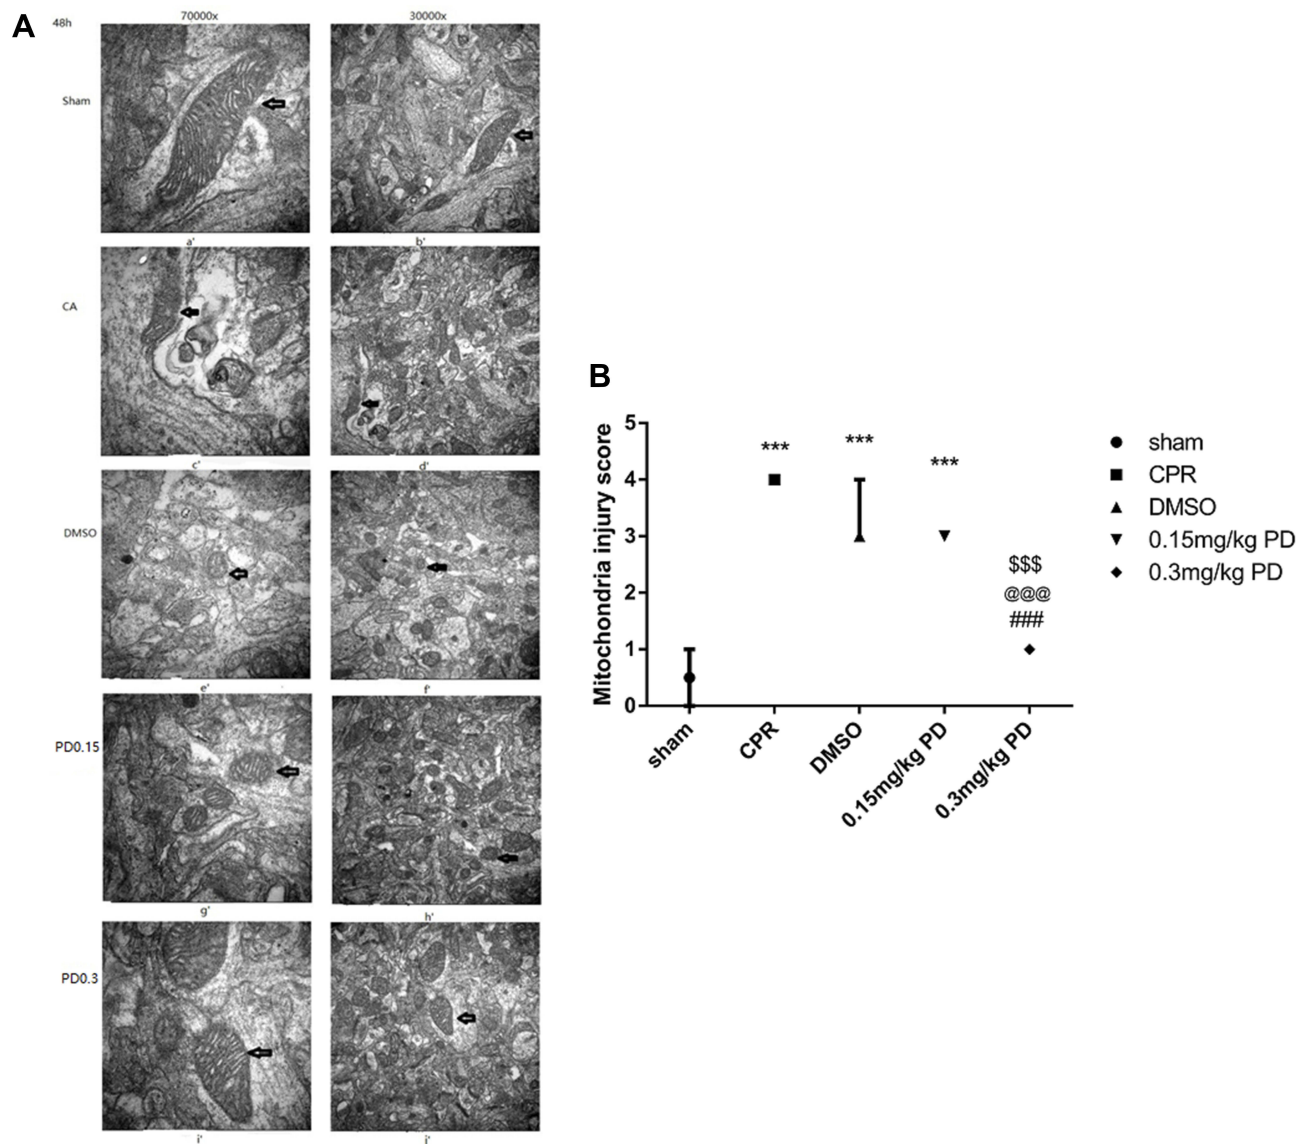 A
48h
70000x
30000x
Sham
a'
b'
CA
c'
d'
DMSO
e'
f'
PD0.15
g'
h'
PD0.3
i'
B
Mitochondria injury score
5
4
3
2
1
0
***
***
***
$$$
@@@
###
sham
CPR
DMSO
0.15mg/kg PD
0.3mg/kg PD
sham
CPR
DMSO
0.15mg/kg PD
0.3mg/kg PD